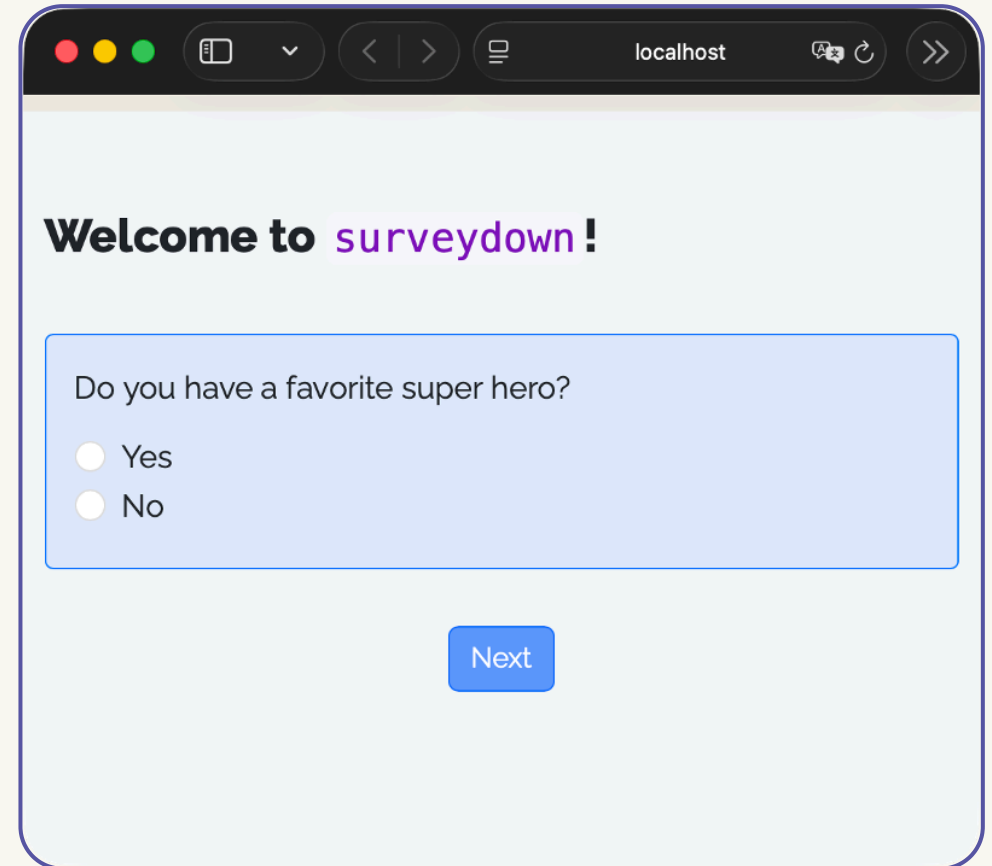 localhost
Welcome to surveydown!
Do you have a favorite super hero?
Yes
No
Next